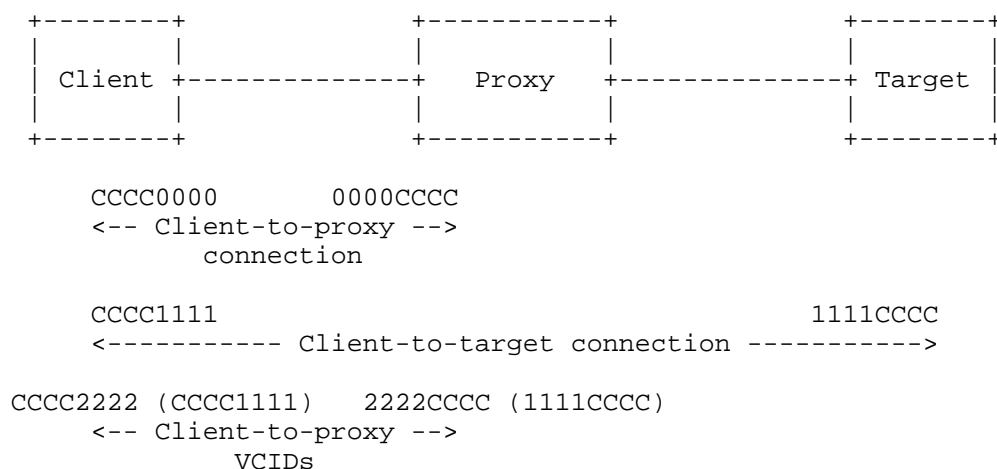 Client Proxy Target
CCCC0000 0000CCCC
<-- Client-to-proxy -->
connection
CCCC1111 1111CCCC
<----------- Client-to-target connection ----------->
CCCC2222 (CCCC1111) 2222CCCC (1111CCCC)
<-- Client-to-proxy -->
VCIDs